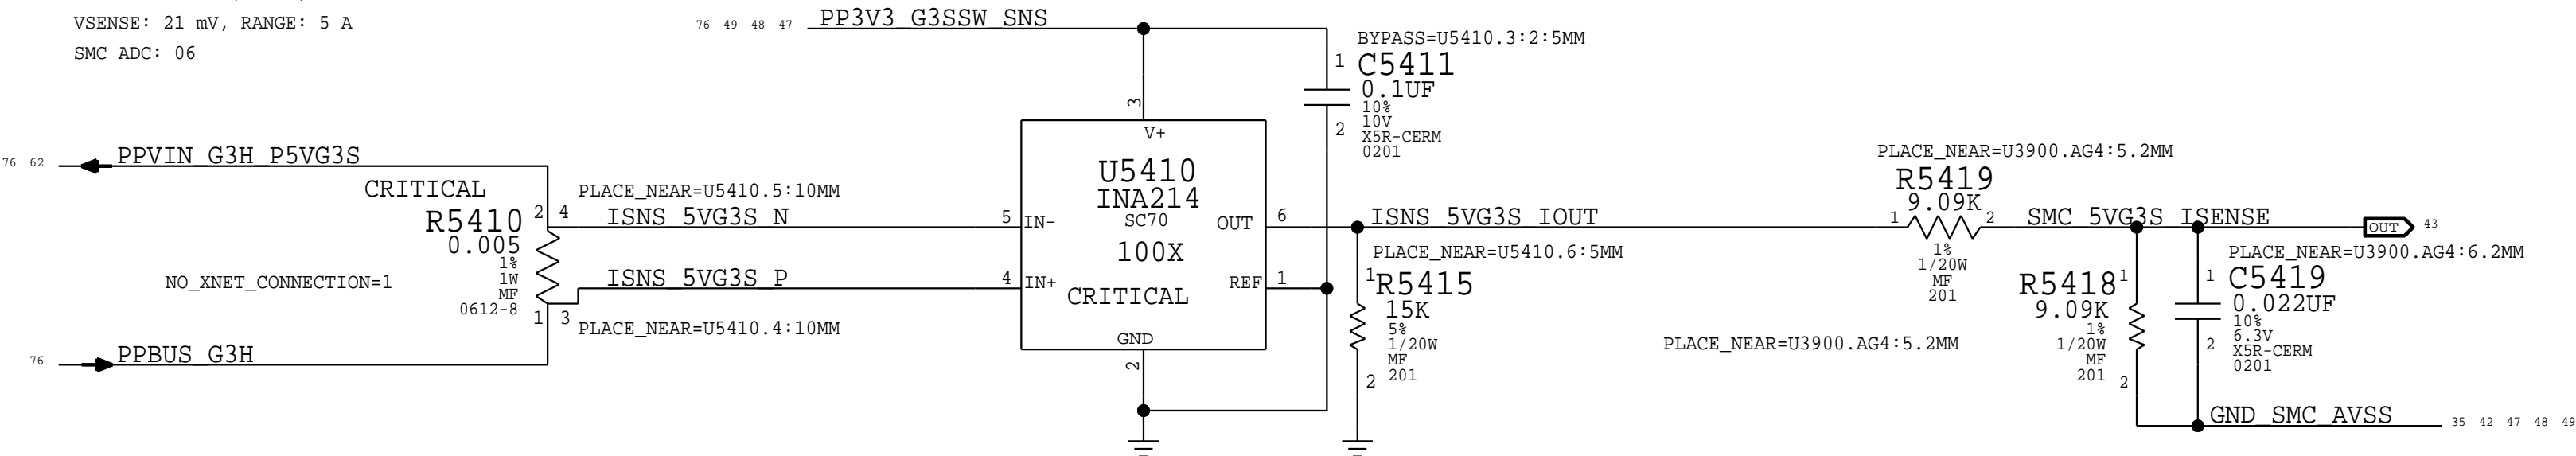 VSENSE: 21 mV, RANGE: 5 A
SMC ADC: 06
76 49 48 47 PP3V3_G3SSW_SNS
BYPASS=U5410.3:2:5MM
1 C5411
0.1UF
10%
10V
2 X5R-CERM
0201
3
V+
U5410
INA214
SC70
100X
CRITICAL
5 IN-
4 IN+
OUT 6
REF 1
GND
2
76 62 PPVIN_G3H_P5VG3S
CRITICAL
R5410
0.005
1%
1W
MF
0612-8
2 4
1 3
NO_XNET_CONNECTION=1
76 PPBUS_G3H
PLACE_NEAR=U5410.5:10MM
ISNS_5VG3S_N
ISNS_5VG3S_P
PLACE_NEAR=U5410.4:10MM
ISNS_5VG3S_IOUT
PLACE_NEAR=U5410.6:5MM
1 R5415
15K
5%
1/20W
MF
2 201
PLACE_NEAR=U3900.AG4:5.2MM
R5419
9.09K
1 2
1%
1/20W
MF
201
SMC_5VG3S_ISENSE
OUT 43
PLACE_NEAR=U3900.AG4:6.2MM
R5418 1
9.09K
1%
1/20W
MF
201 2
PLACE_NEAR=U3900.AG4:5.2MM
1 C5419
0.022UF
10%
6.3V
2 X5R-CERM
0201
GND_SMC_AVSS 35 42 47 48 49